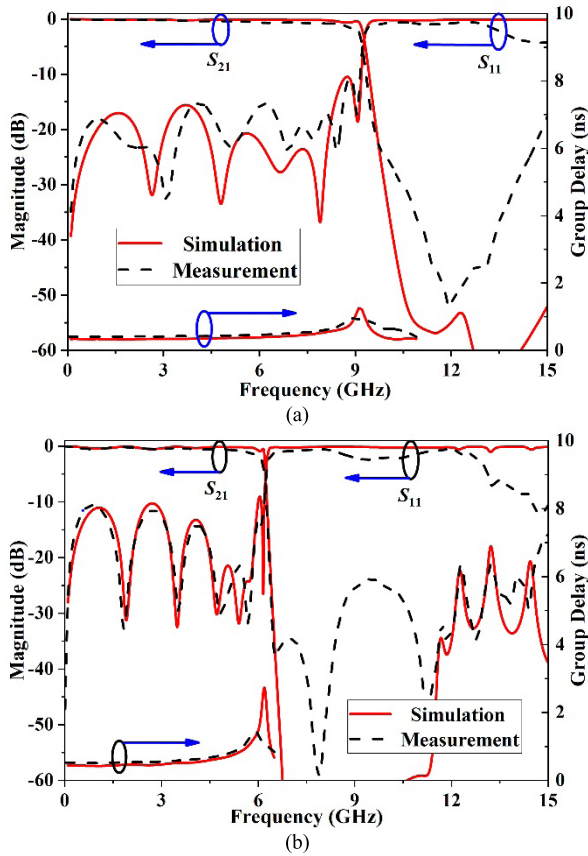 0
-10
-20
-30
-40
-50
-60
Magnitude (dB)
S21
S11
Simulation
Measurement
10
8
6
4
2
0
Group Delay (ns)
0
3
6
9
12
15
Frequency (GHz)
(a)
0
-10
-20
-30
-40
-50
-60
Magnitude (dB)
S21
S11
Simulation
Measurement
10
8
6
4
2
0
Group Delay (ns)
0
3
6
9
12
15
Frequency (GHz)
(b)